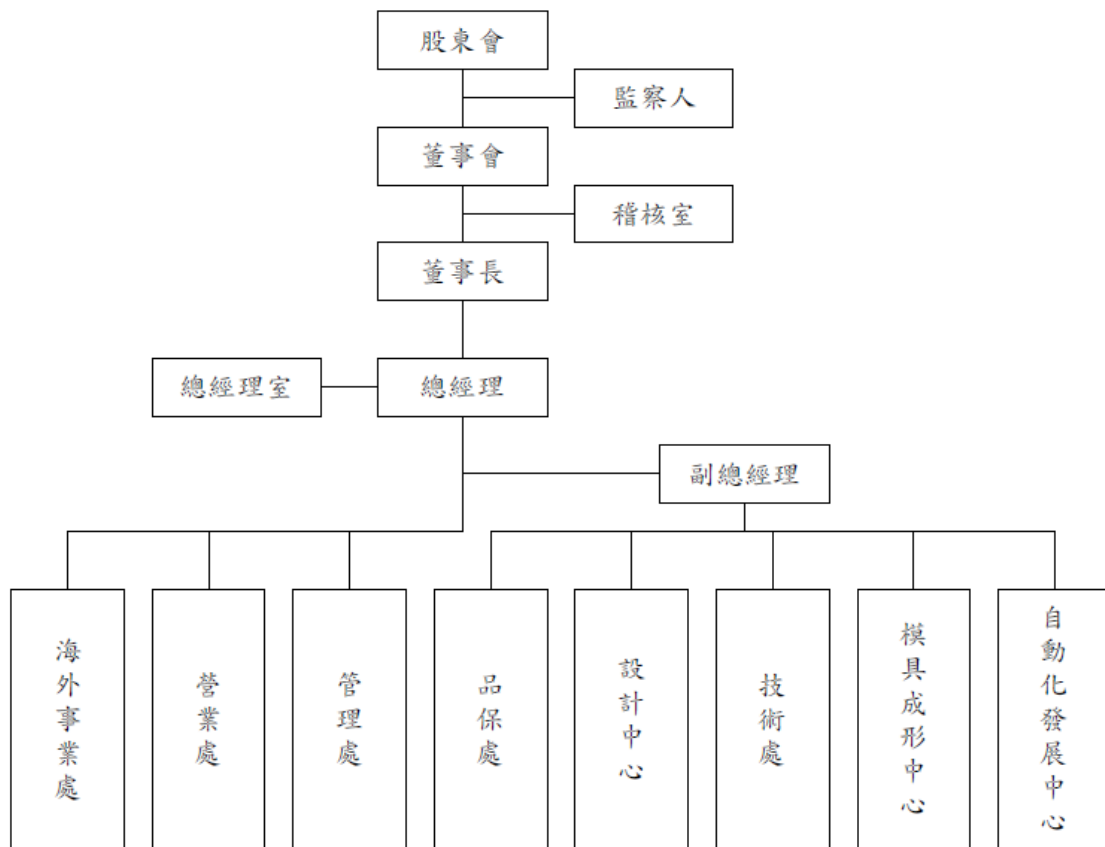 股東會
監察人
董事會
稽核室
董事長
總經理室
總經理
副總經理
海外事業處
營業處
管理處
品保處
設計中心
技術處
模具成形中心
自動化發展中心